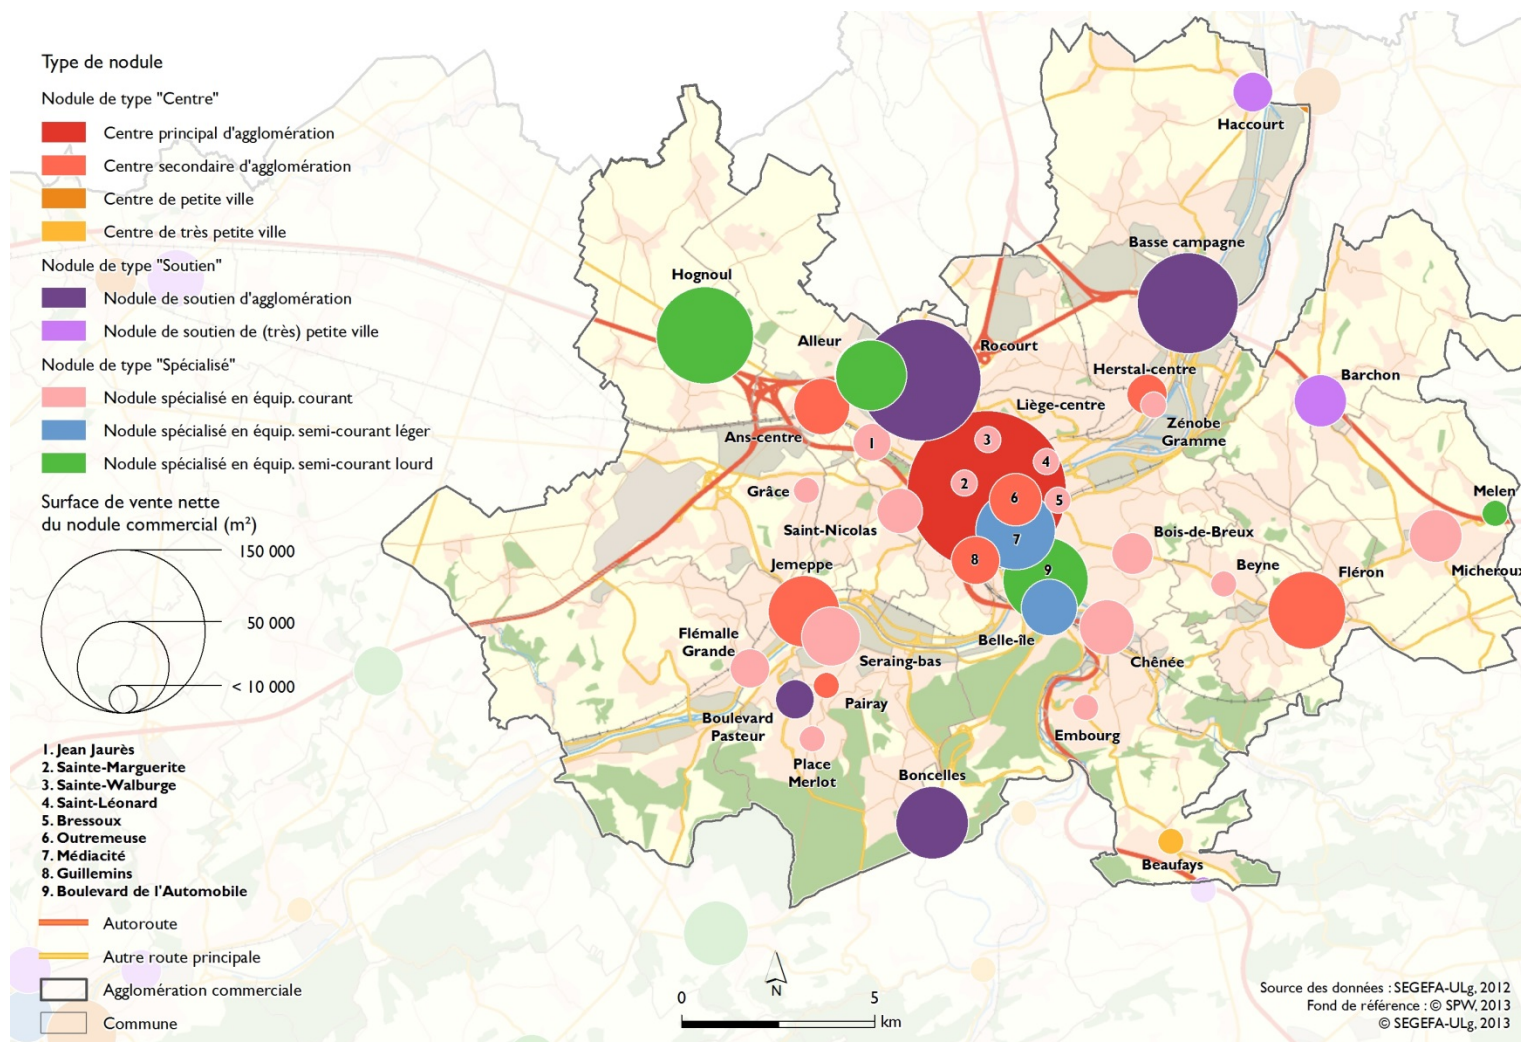 Type de nodule
Nodule de type "Centre"
Centre principal d'agglomération
Centre secondaire d'agglomération
Centre de petite ville
Centre de très petite ville
Nodule de type "Soutien"
Nodule de soutien d'agglomération
Nodule de soutien de (très) petite ville
Nodule de type "Spécialisé"
Nodule spécialisé en équip. courant
Nodule spécialisé en équip. semi-courant léger
Nodule spécialisé en équip. semi-courant lourd
Surface de vente nette
du nodule commercial (m²)
150 000
50 000
< 10 000
1. Jean Jaurès
2. Sainte-Marguerite
3. Sainte-Walburge
4. Saint-Léonard
5. Bressoux
6. Outremeuse
7. Médiacité
8. Guillemins
9. Boulevard de l'Automobile
Autoroute
Autre route principale
Agglomération commerciale
Commune
Haccourt
Basse campagne
Hognoul
Alleur
Rocourt
Herstal-centre
Barchon
Liège-centre
Zénobe
Gramme
Ans-centre
1
3
4
2
6
5
Grâce
Melen
Saint-Nicolas
7
Bois-de-Breux
8
9
Jemeppe
Beyne
Fléron
Micheroux
Flémalle
Grande
Belle-île
Seraing-bas
Chênée
Pairay
Boulevard
Pasteur
Embourg
Place
Merlot
Boncelles
Beaufays
N
0
5
km
Source des données : SEGEFA-ULg, 2012
Fond de référence : © SPW, 2013
© SEGEFA-ULg, 2013